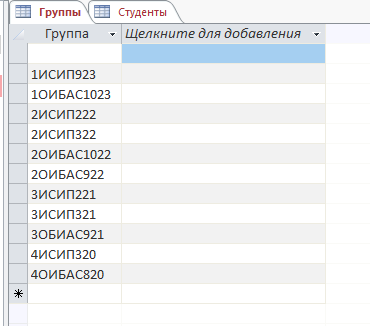 Группы Студенты
Группа Щелкните для добавления
1ИСИП923
1ОИБАС1023
2ИСИП222
2ИСИП322
2ОИБАС1022
2ОИБАС922
3ИСИП221
3ИСИП321
3ОБИАС921
4ИСИП320
4ОИБАС820